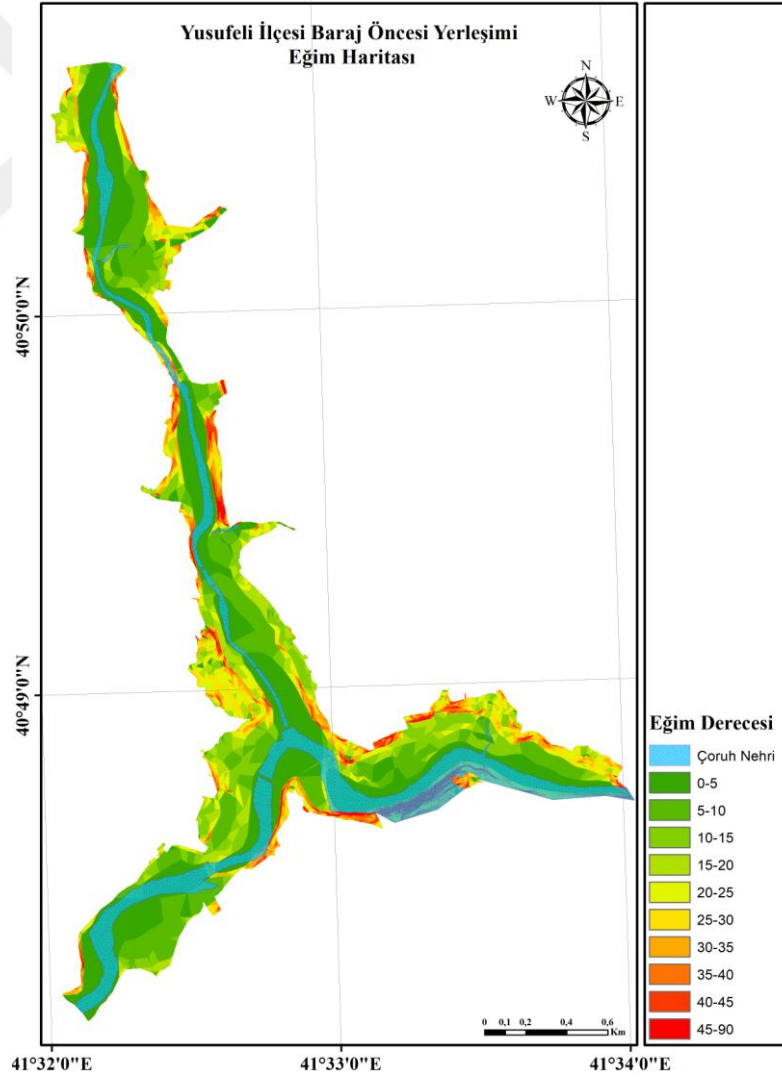 Yusufeli İlçesi Baraj Öncesi Yerleşimi
Eğim Haritası
N
W E
S
40°50'0"N
40°49'0"N
Eğim Derecesi
Çoruh Nehri
0-5
5-10
10-15
15-20
20-25
25-30
30-35
35-40
40-45
45-90
0 0,1 0,2 0,4 0,6
Km
41°32'0"E 41°33'0"E 41°34'0"E